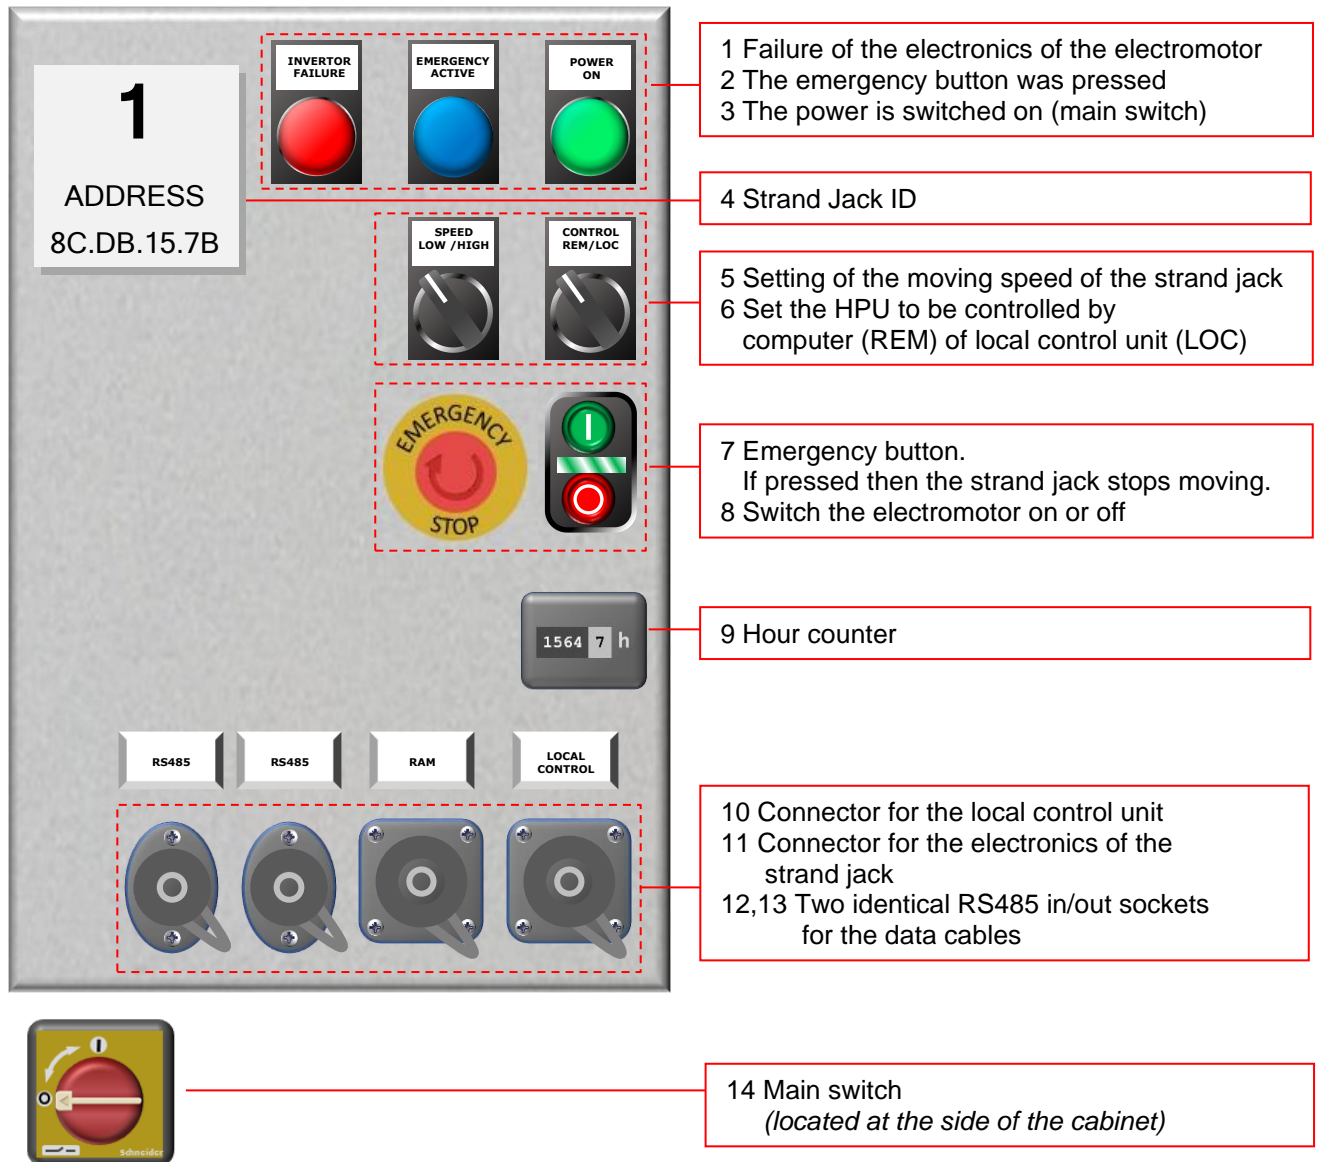 INVERTOR
FAILURE
EMERGENCY
ACTIVE
POWER
ON
1 Failure of the electronics of the electromotor
2 The emergency button was pressed
3 The power is switched on (main switch)
1
ADDRESS
8C.DB.15.7B
4 Strand Jack ID
SPEED
LOW /HIGH
CONTROL
REM/LOC
5 Setting of the moving speed of the strand jack
6 Set the HPU to be controlled by
computer (REM) of local control unit (LOC)
EMERGENCY
STOP
7 Emergency button.
If pressed then the strand jack stops moving.
8 Switch the electromotor on or off
1564 7 h
9 Hour counter
RS485
RS485
RAM
LOCAL
CONTROL
10 Connector for the local control unit
11 Connector for the electronics of the
strand jack
12,13 Two identical RS485 in/out sockets
for the data cables
I
O
Schneider
14 Main switch
(located at the side of the cabinet)